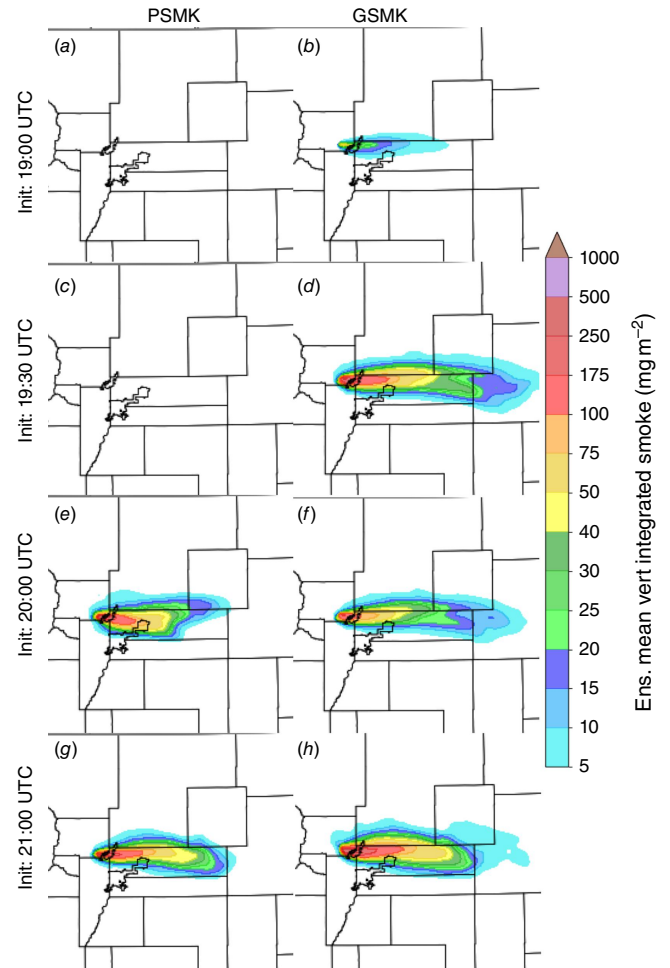 PSMK GSMK
Init: 19:00 UTC
(a) (b)
Init: 19:30 UTC
(c) (d)
Init: 20:00 UTC
(e) (f)
Init: 21:00 UTC
(g) (h)
1000
500
250
175
100
75
50
40
30
25
20
15
10
5
Ens. mean vert integrated smoke (mg m⁻²)